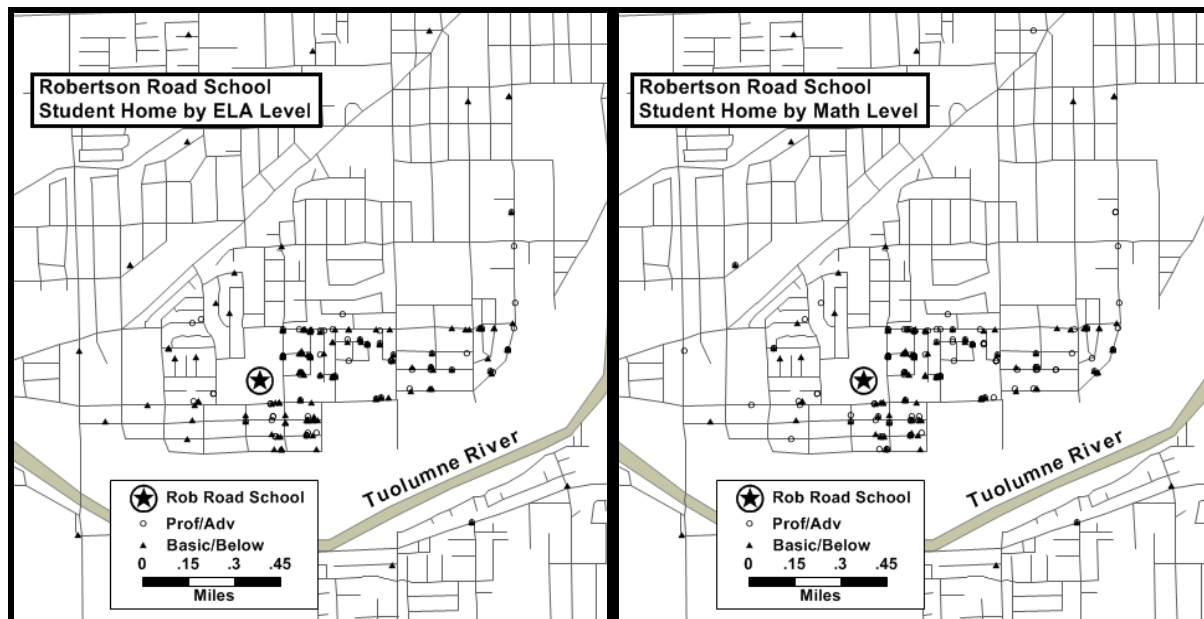 Robertson Road School
Student Home by ELA Level
Tuolumne River
Rob Road School
Prof/Adv
Basic/Below
0 .15 .3 .45
Miles
Robertson Road School
Student Home by Math Level
Tuolumne River
Rob Road School
Prof/Adv
Basic/Below
0 .15 .3 .45
Miles